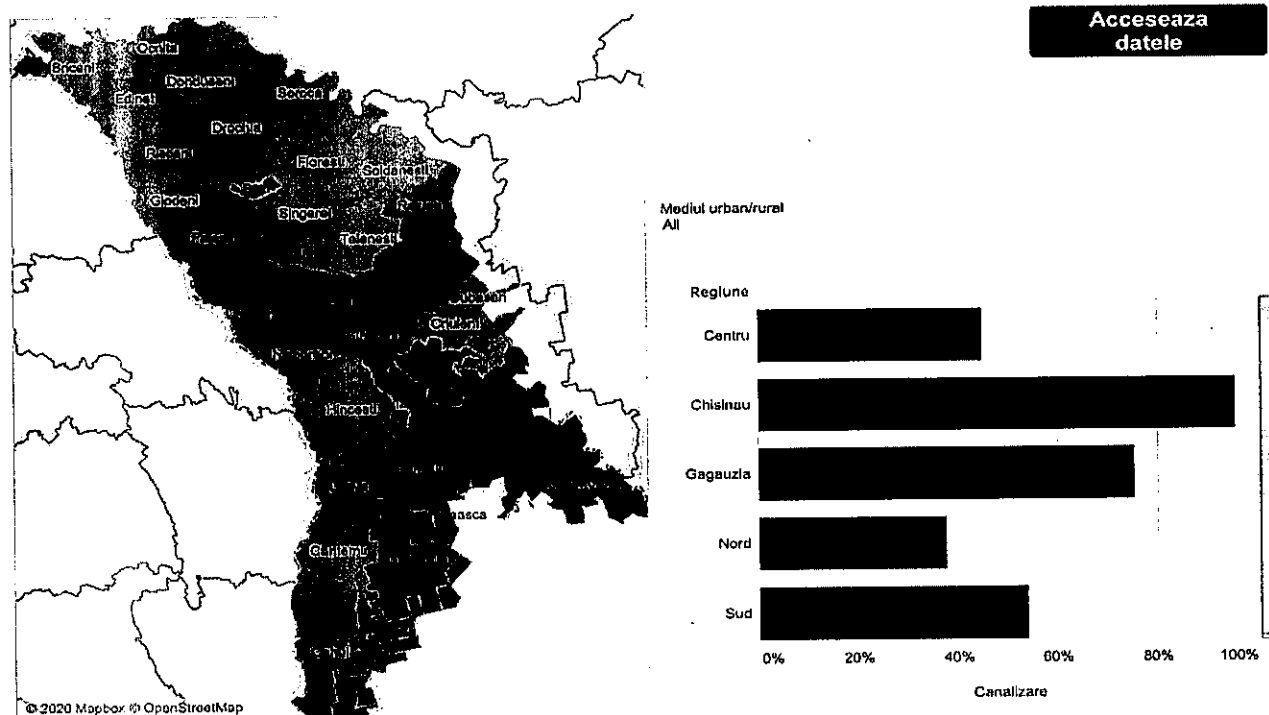 Acceseaza
datele
Ocnita
Briceni
Donduseni
Edinet
Soroca
Drochia
Riscani
Floresti
Soldanesti
Glodeni
Singerei
Telenesti
Dubasari
Criuleni
Hincesti
Cantemir
© 2020 Mapbox © OpenStreetMap
Mediul urban/rural
All
Regiune
Centru
Chisinau
Gagauzia
Nord
Sud
0% 20% 40% 60% 80% 100%
Canalizare